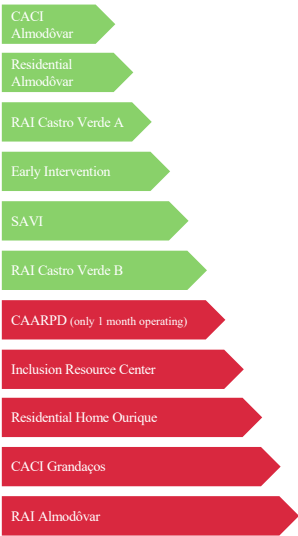 CACI
Almodôvar
Residential
Almodôvar
RAI Castro Verde A
Early Intervention
SAVI
RAI Castro Verde B
CAARPD (only 1 month operating)
Inclusion Resource Center
Residential Home Ourique
CACI Grandaços
RAI Almodôvar